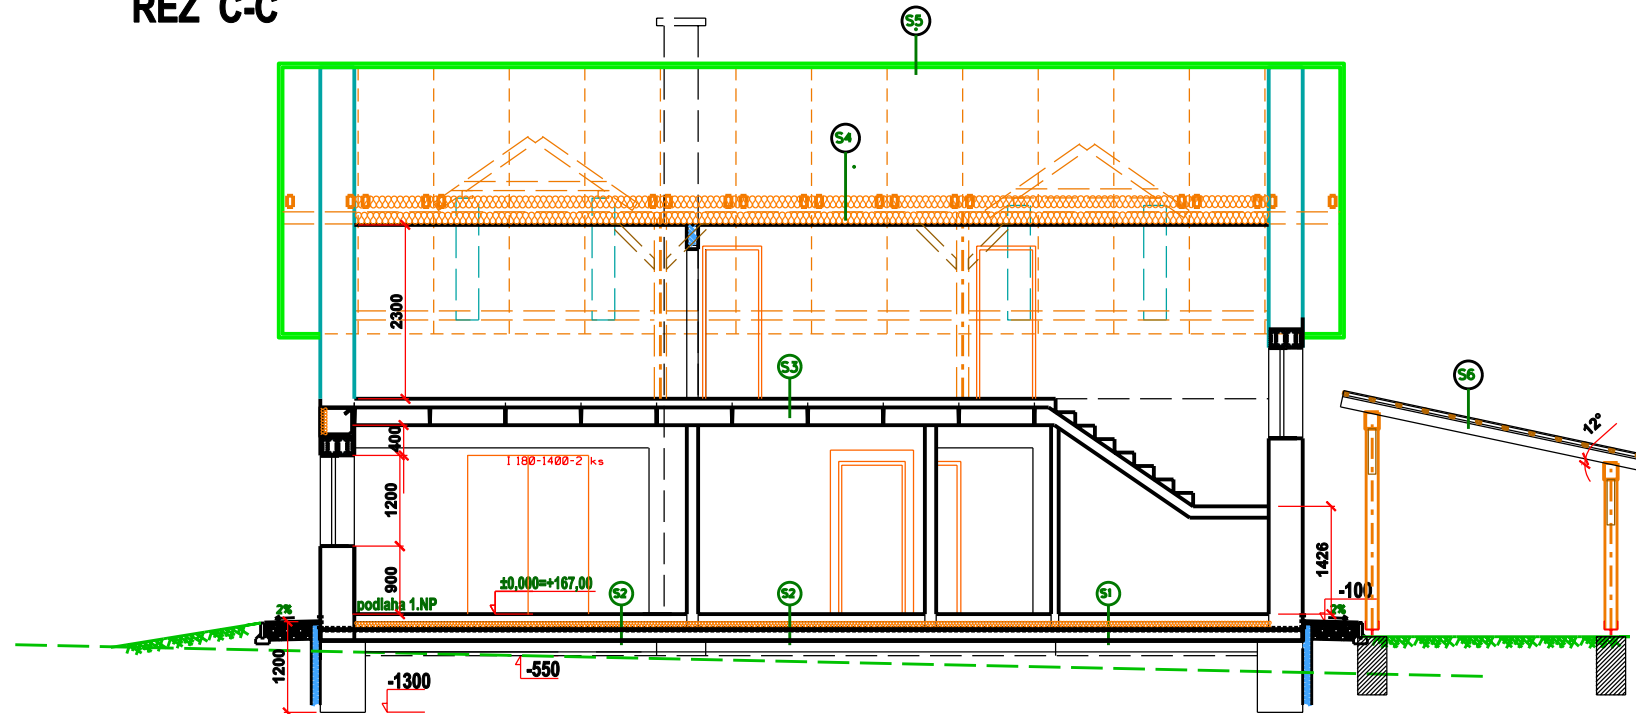 REZ C-C
S5
S4
2300
S3
S6
12°
400
I 180-1400-2 ks
1200
1426
900
±0,000=+167,00
podlaha 1.NP
S2
S2
S1
-100
2%
2%
1200
-550
-1300